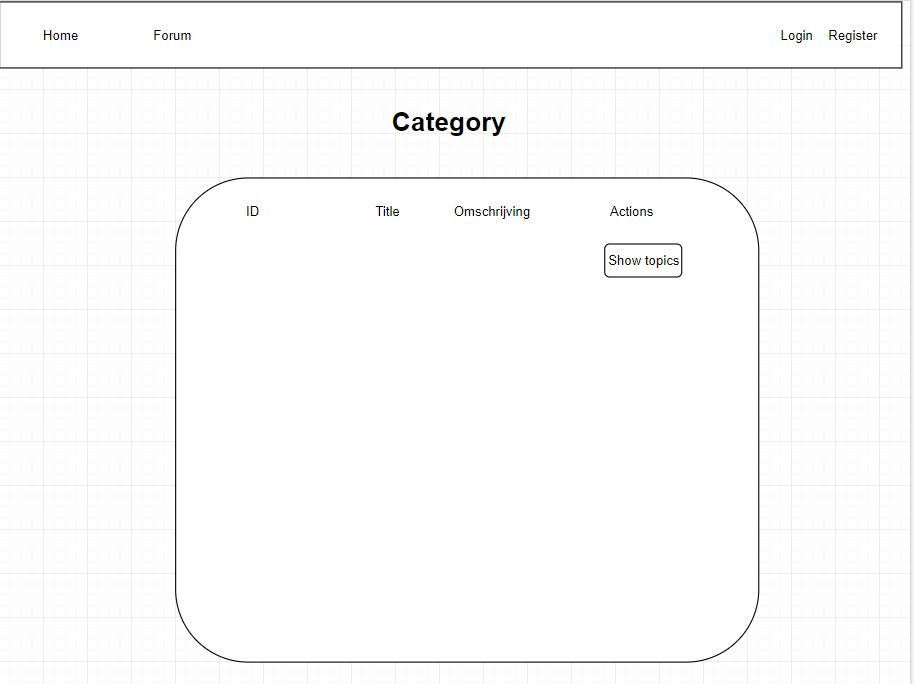 Home Forum Login Register
Category
ID Title Omschrijving Actions
Show topics